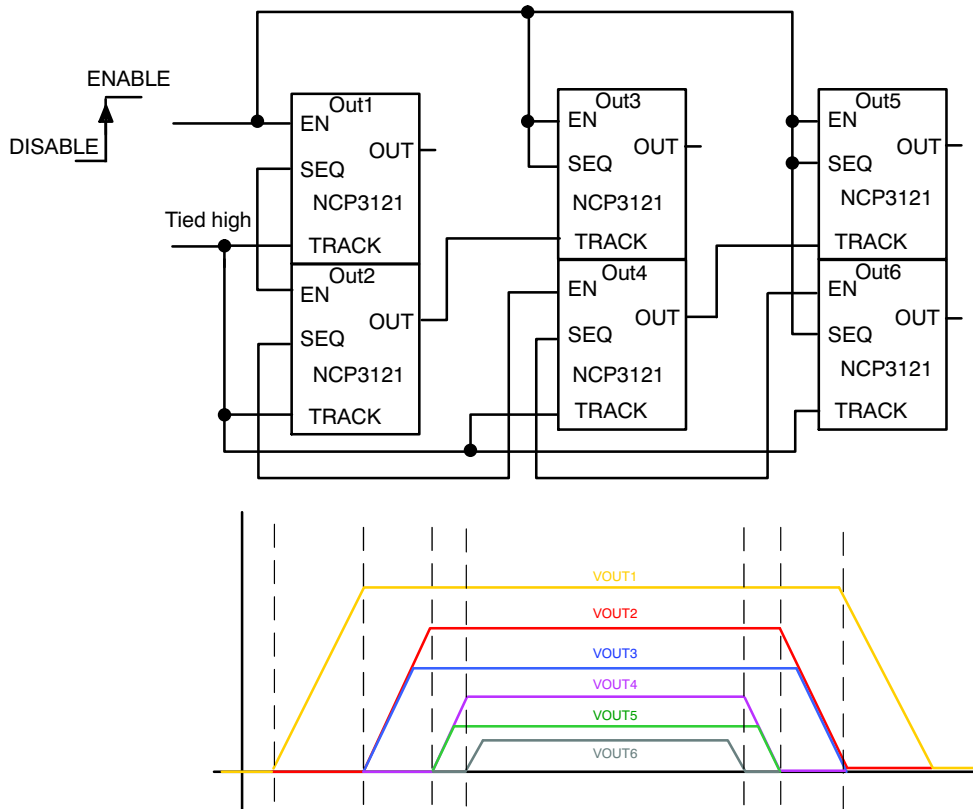 ENABLE
DISABLE
Tied high
Out1
EN
OUT
SEQ
NCP3121
TRACK
Out2
EN
OUT
SEQ
NCP3121
TRACK
Out3
EN
OUT
SEQ
NCP3121
TRACK
Out4
EN
OUT
SEQ
NCP3121
TRACK
Out5
EN
OUT
SEQ
NCP3121
TRACK
Out6
EN
OUT
SEQ
NCP3121
TRACK
VOUT1
VOUT2
VOUT3
VOUT4
VOUT5
VOUT6